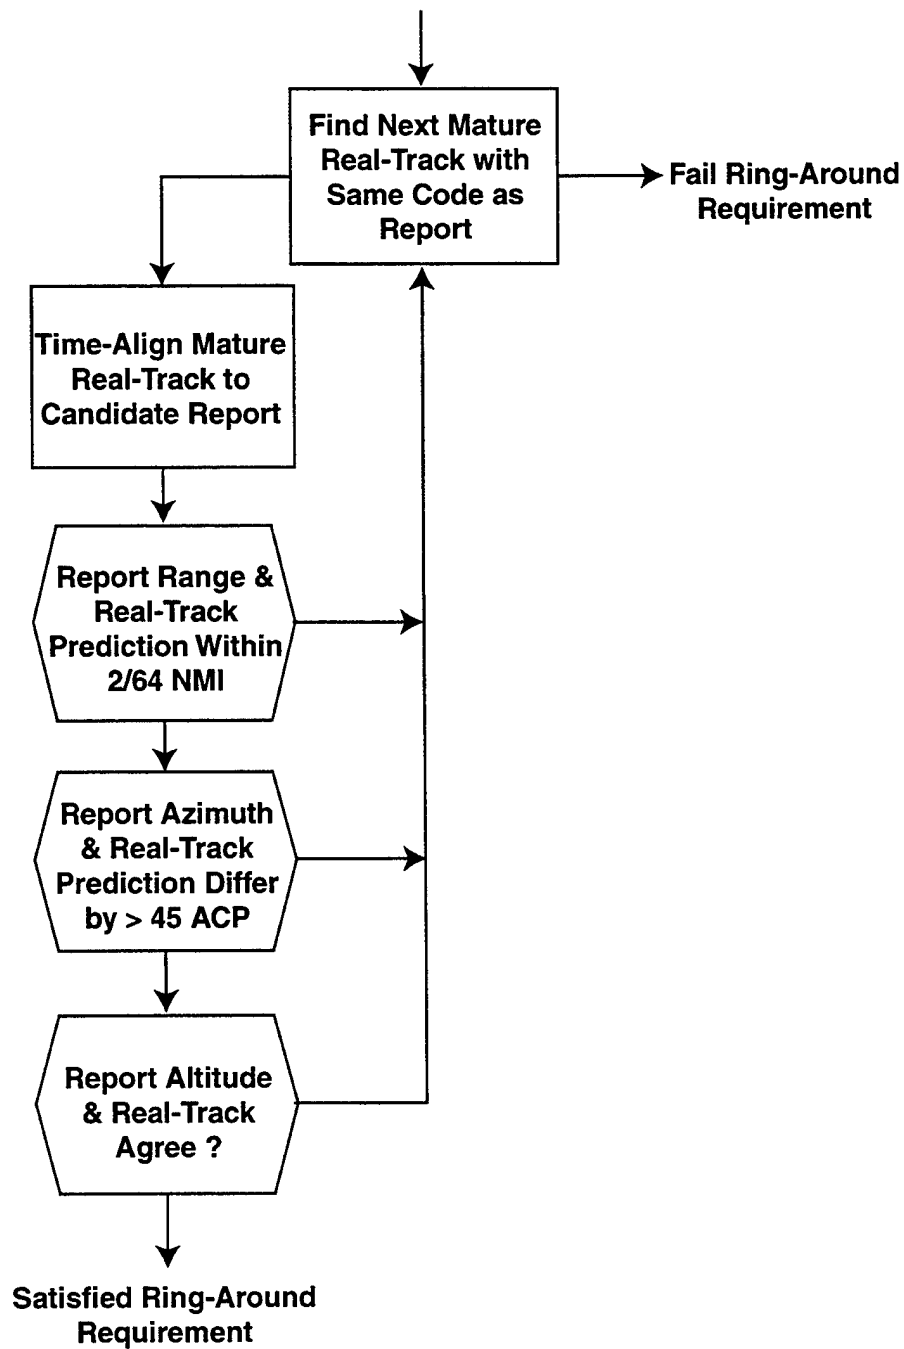 Find Next Mature
Real-Track with
Same Code as
Report
Fail Ring-Around
Requirement
Time-Align Mature
Real-Track to
Candidate Report
Report Range &
Real-Track
Prediction Within
2/64 NMI
Report Azimuth
& Real-Track
Prediction Differ
by > 45 ACP
Report Altitude
& Real-Track
Agree ?
Satisfied Ring-Around
Requirement